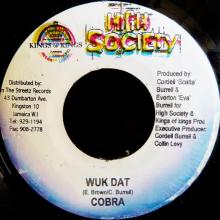 HIGH
SOCIETY
KINGS OF KINGS
Distributed by:
In The Streetz Records
43 Dumbarton Ave.
Kingston 10
Jamaica W.I
Tel: 929-1194
Fax: 908-2778
Produced by:
Cordell 'Skatta'
Burrell &
Everton 'Eva'
Burrell for
High Society &
Kings of kings Prod.
Executive Producer:
Cordell Burrell &
Collin Levy
WUK DAT
(E. Brown/C. Burrell)
COBRA